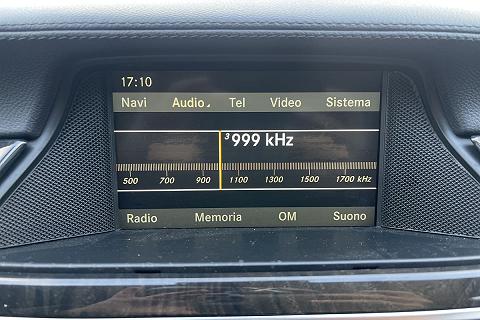 17:10
Navi Audio Tel Video Sistema
3 999 kHz
500 700 900 1100 1300 1500 1700 kHz
Radio Memoria OM Suono